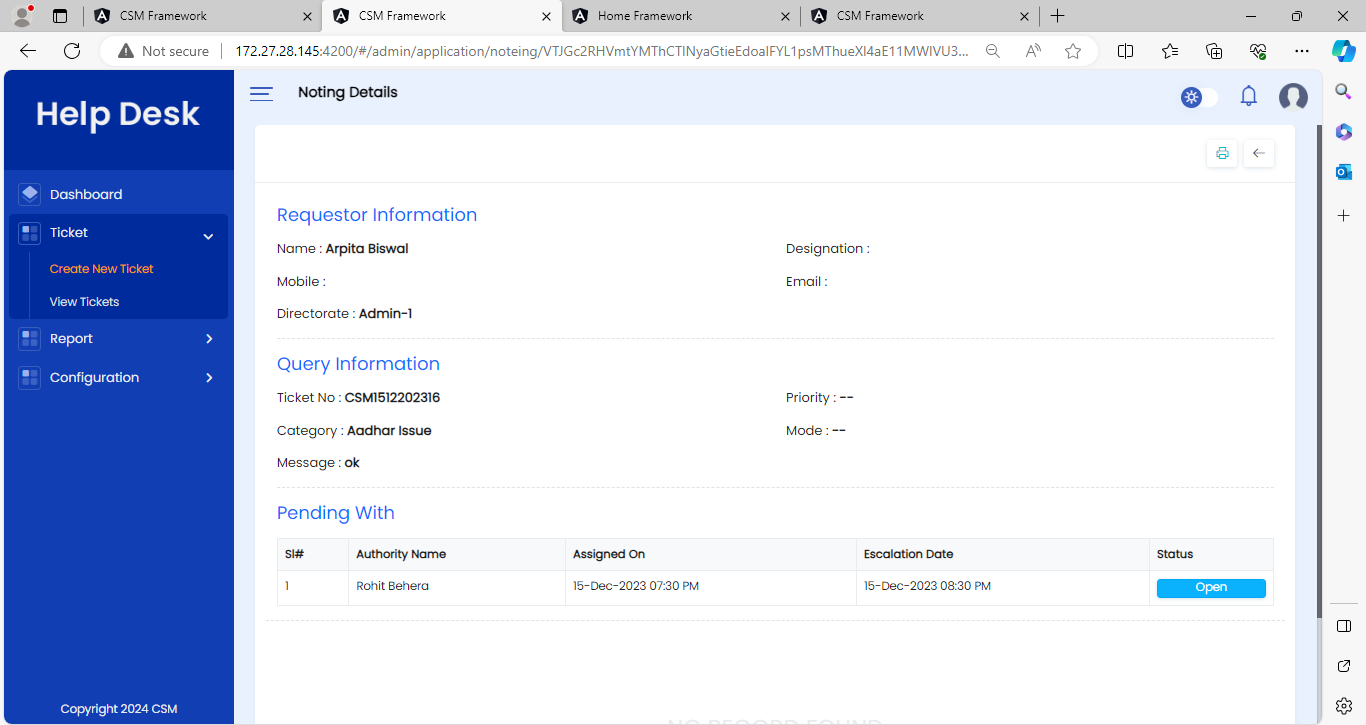 CSM Framework
CSM Framework
Home Framework
CSM Framework
Not secure 172.27.28.145:4200/#/admin/application/noteing/VTJGc2RHVmtYMThCTlNyaGtieEdoalFYL1psMThueXl4aE11MWlVU3...
Help Desk
Noting Details
Dashboard
Ticket
Create New Ticket
View Tickets
Report
Configuration
Copyright 2024 CSM
Requestor Information
Name : Arpita Biswal Designation :
Mobile : Email :
Directorate : Admin-1
Query Information
Ticket No : CSM1512202316 Priority : --
Category : Aadhar Issue Mode : --
Message : ok
Pending With
Sl# Authority Name Assigned On Escalation Date Status
1 Rohit Behera 15-Dec-2023 07:30 PM 15-Dec-2023 08:30 PM Open
NO RECORD FOUND